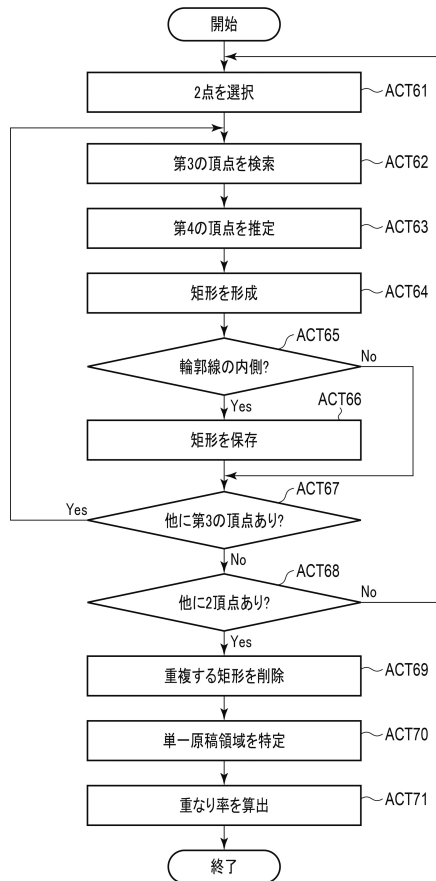 開始
2点を選択
ACT61
第3の頂点を検索
ACT62
第4の頂点を推定
ACT63
矩形を形成
ACT64
ACT65
輪郭線の内側?
No
Yes
ACT66
矩形を保存
ACT67
Yes
他に第3の頂点あり?
No
ACT68
他に2頂点あり?
No
Yes
重複する矩形を削除
ACT69
単一原稿領域を特定
ACT70
重なり率を算出
ACT71
終了